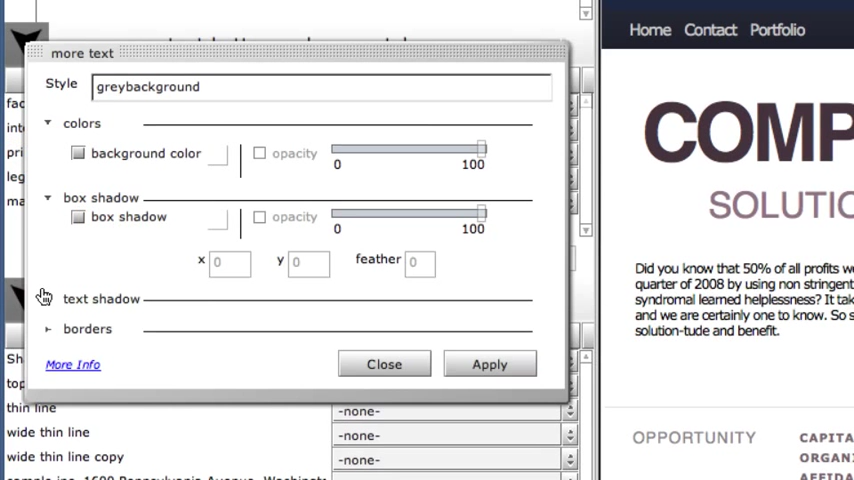 Home Contact Portfolio
more text
Style greybackground
colors
background color opacity 0 100
box shadow
box shadow opacity 0 100
x 0 y 0 feather 0
text shadow
borders
More Info Close Apply
thin line -none-
wide thin line -none-
wide thin line copy -none-
COMP
SOLUTIO
Did you know that 50% of all profits we
quarter of 2008 by using non stringent
syndromal learned helplessness? It tak
and we are certainly one to know. So s
solution-tude and benefit.
OPPORTUNITY CAPITA
ORGANI
AFFIDA